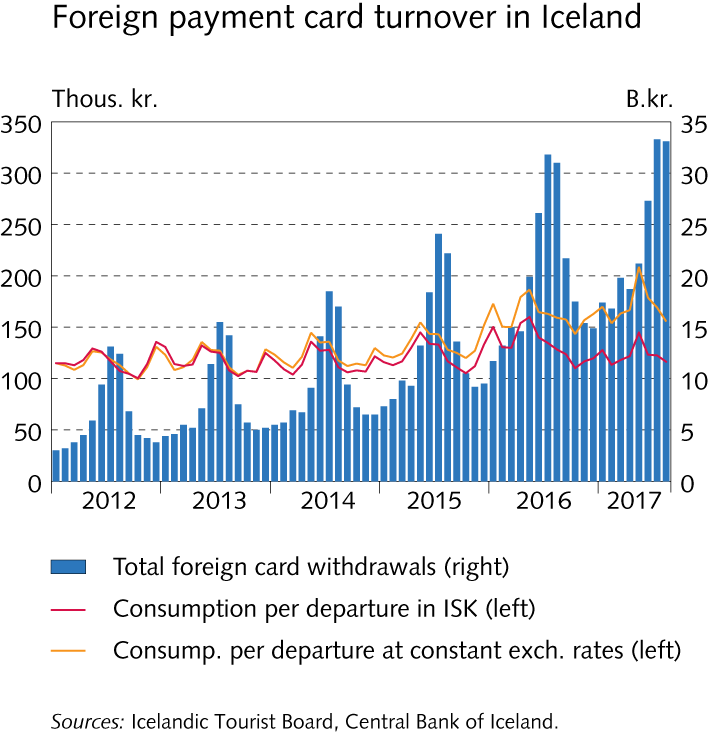 Foreign payment card turnover in Iceland
Thous. kr. B.kr.
350 35
300 30
250 25
200 20
150 15
100 10
50 5
0 0
2012 2013 2014 2015 2016 2017
Total foreign card withdrawals (right)
Consumption per departure in ISK (left)
Consump. per departure at constant exch. rates (left)
Sources: Icelandic Tourist Board, Central Bank of Iceland.